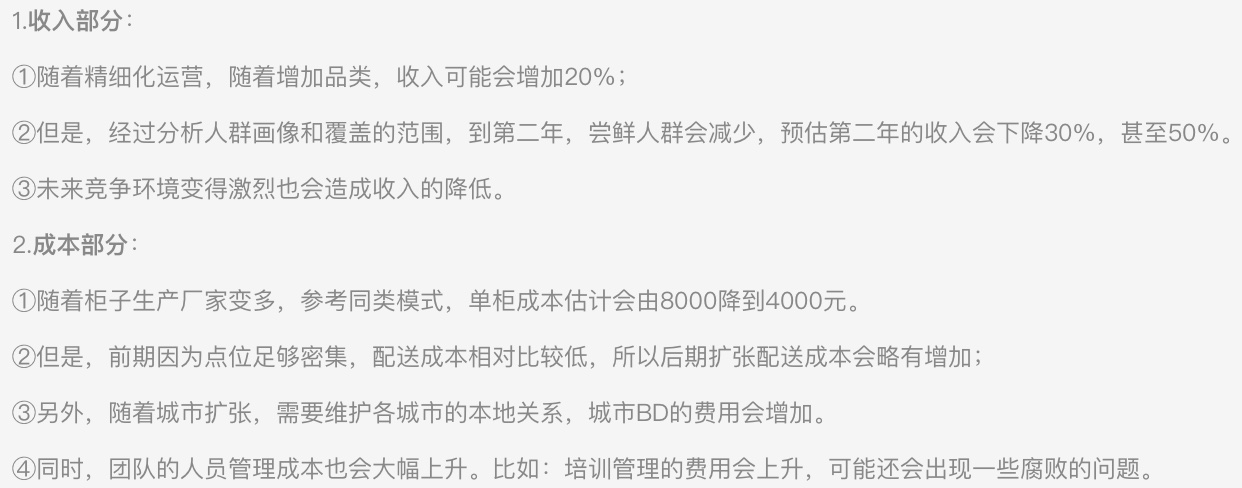 1.收入部分：
①随着精细化运营，随着增加品类，收入可能会增加20%；
②但是，经过分析人群画像和覆盖的范围，到第二年，尝鲜人群会减少，预估第二年的收入会下降30%，甚至50%。
③未来竞争环境变得激烈也会造成收入的降低。
2.成本部分：
①随着柜子生产厂家变多，参考同类模式，单柜成本估计会由8000降到4000元。
②但是，前期因为点位足够密集，配送成本相对比较低，所以后期扩张配送成本会略有增加；
③另外，随着城市扩张，需要维护各城市的本地关系，城市BD的费用会增加。
④同时，团队的人员管理成本也会大幅上升。比如：培训管理的费用会上升，可能还会出现一些腐败的问题。